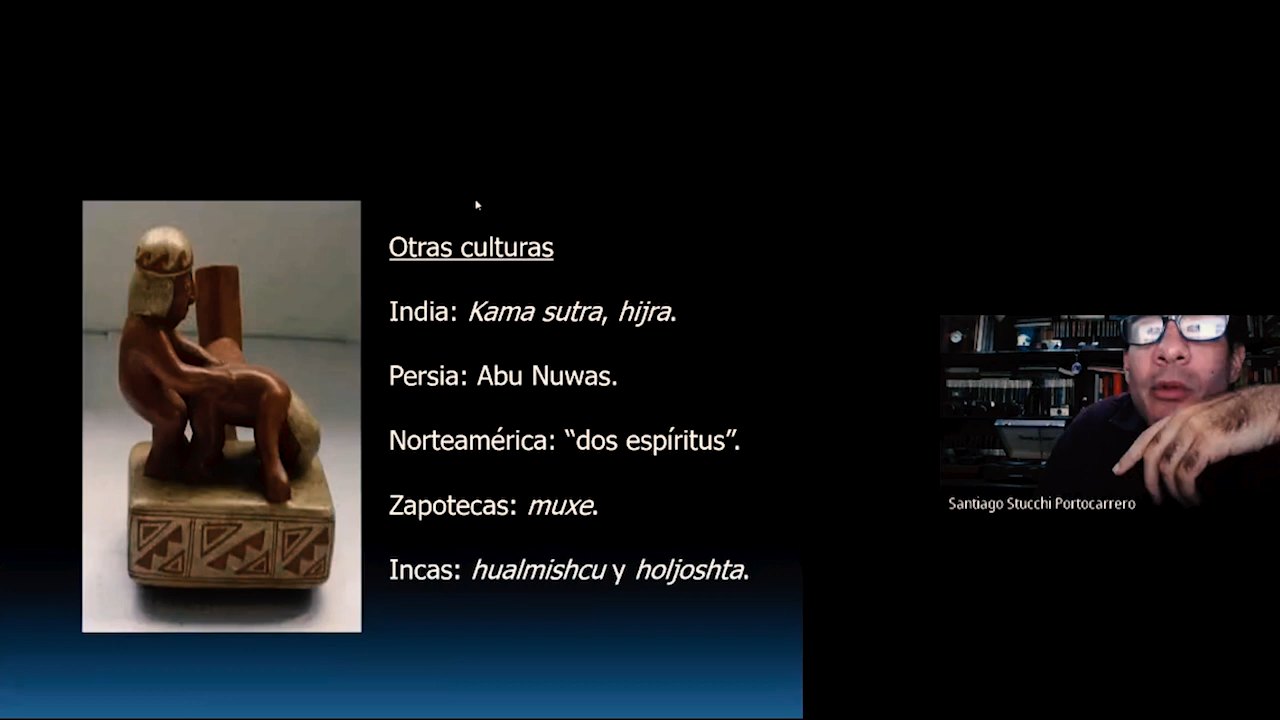 Otras culturas
India: Kama sutra, hijra.
Persia: Abu Nuwas.
Norteamérica: “dos espíritus”.
Zapotecas: muxe.
Incas: hualmishcu y holjoshta.
Santiago Stucchi Portocarrero